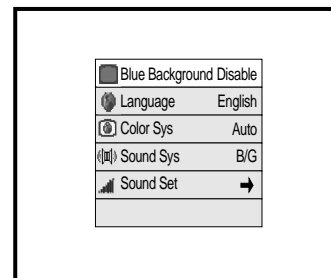 Blue Background Disable
Language English
Color Sys Auto
Sound Sys B/G
Sound Set ➔